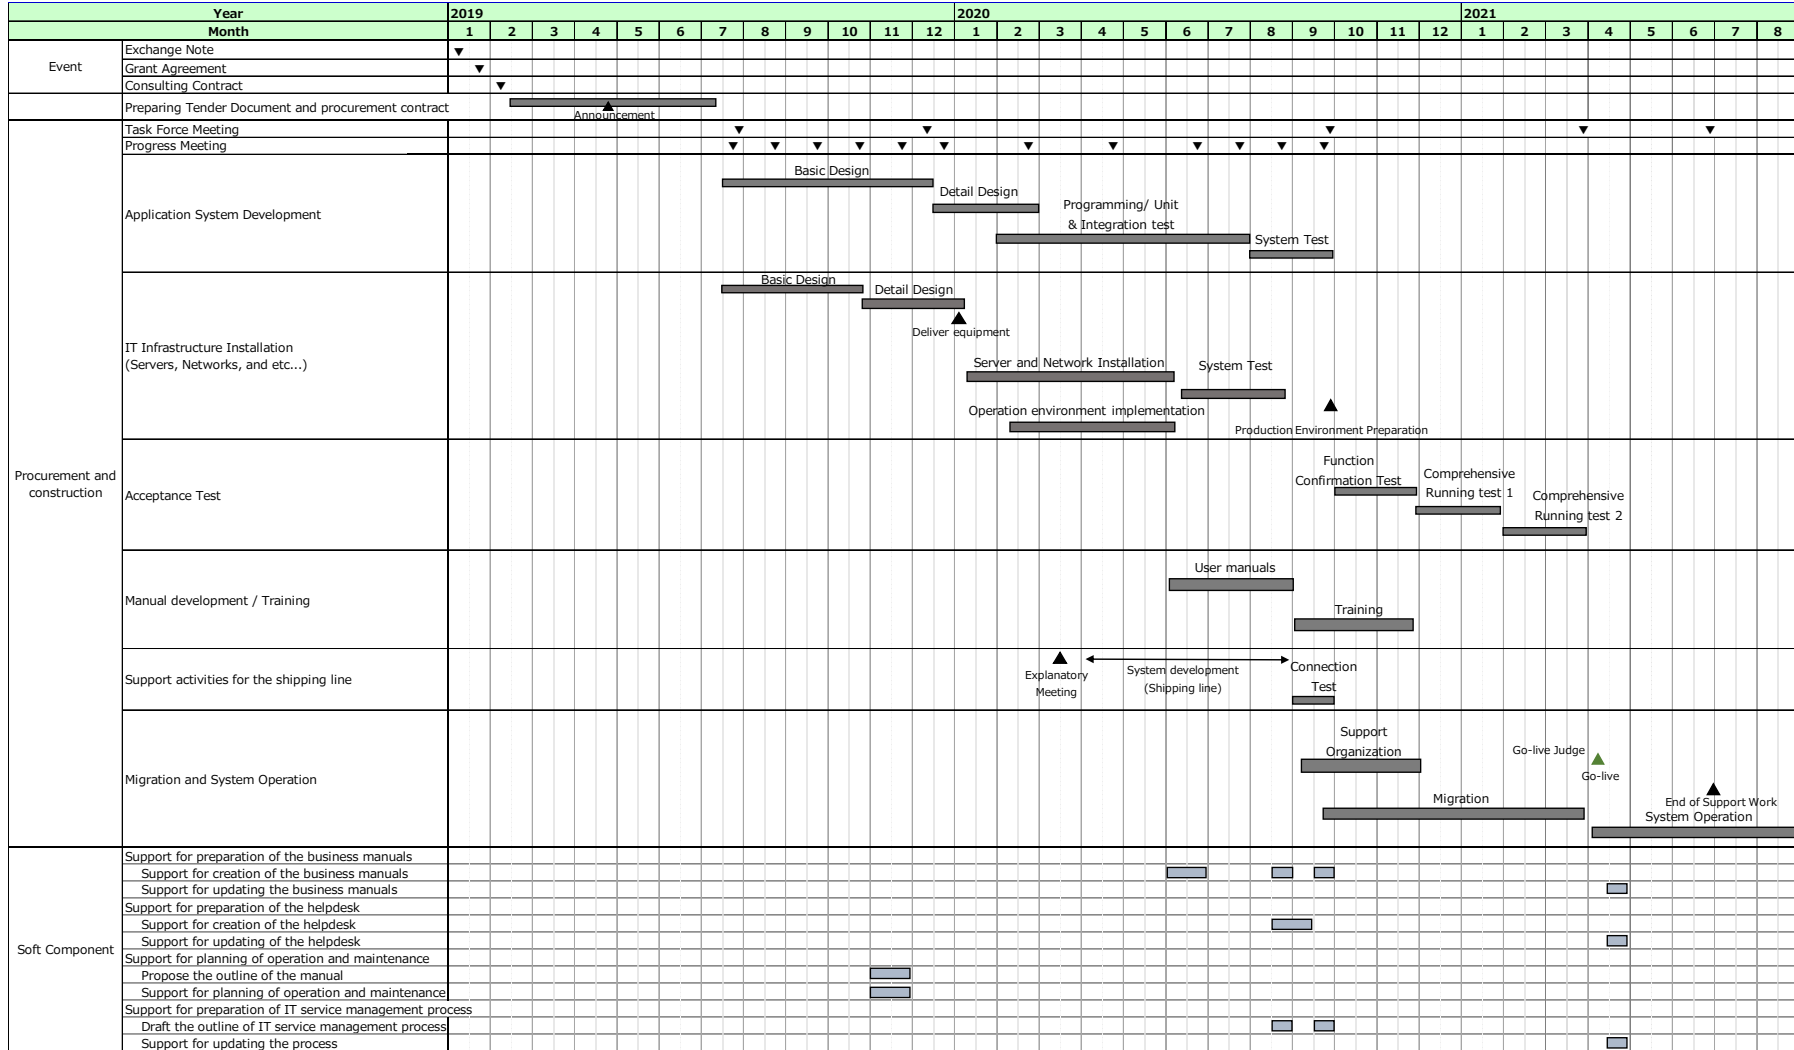 Year 2019 2020 2021
Month 1 2 3 4 5 6 7 8 9 10 11 12 1 2 3 4 5 6 7 8 9 10 11 12 1 2 3 4 5 6 7 8
Event
Exchange Note
Grant Agreement
Consulting Contract
Preparing Tender Document and procurement contract
Announcement
Procurement and
construction
Task Force Meeting
Progress Meeting
Application System Development
Basic Design
Detail Design
Programming/ Unit
& Integration test
System Test
IT Infrastructure Installation
(Servers, Networks, and etc...)
Basic Design
Detail Design
Deliver equipment
Server and Network Installation
System Test
Operation environment implementation
Production Environment Preparation
Acceptance Test
Function
Confirmation Test
Comprehensive
Running test 1
Comprehensive
Running test 2
Manual development / Training
User manuals
Training
Support activities for the shipping line
Explanatory
Meeting
System development
(Shipping line)
Connection
Test
Migration and System Operation
Support
Organization
Go-live Judge
Go-live
Migration
End of Support Work
System Operation
Soft Component
Support for preparation of the business manuals
Support for creation of the business manuals
Support for updating the business manuals
Support for preparation of the helpdesk
Support for creation of the helpdesk
Support for updating of the helpdesk
Support for planning of operation and maintenance
Propose the outline of the manual
Support for planning of operation and maintenance
Support for preparation of IT service management process
Draft the outline of IT service management process
Support for updating the process